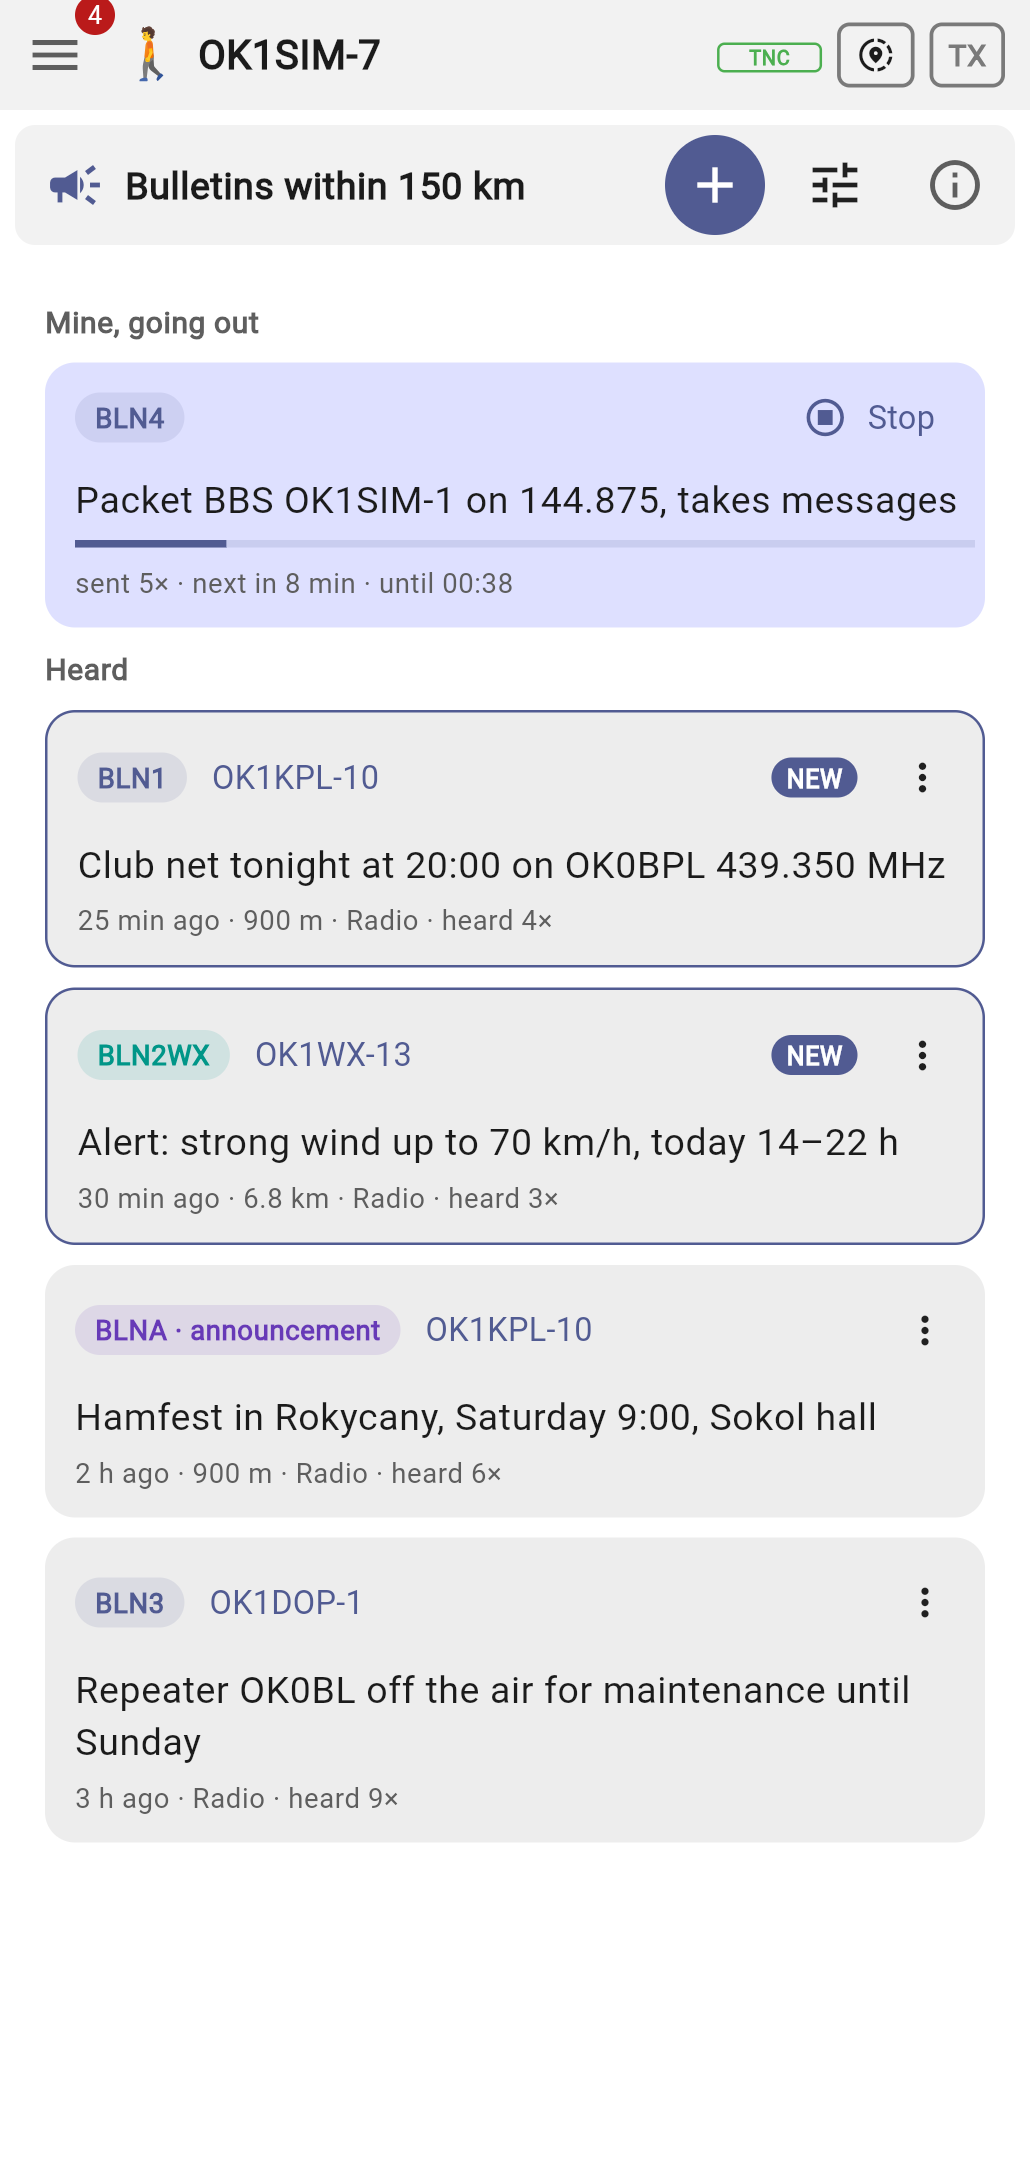 4
OK1SIM-7
TNC
TX
Bulletins within 150 km
Mine, going out
BLN4
Stop
Packet BBS OK1SIM-1 on 144.875, takes messages
sent 5× · next in 8 min · until 00:38
Heard
BLN1 OK1KPL-10 NEW
Club net tonight at 20:00 on OK0BPL 439.350 MHz
25 min ago · 900 m · Radio · heard 4×
BLN2WX OK1WX-13 NEW
Alert: strong wind up to 70 km/h, today 14–22 h
30 min ago · 6.8 km · Radio · heard 3×
BLNA · announcement OK1KPL-10
Hamfest in Rokycany, Saturday 9:00, Sokol hall
2 h ago · 900 m · Radio · heard 6×
BLN3 OK1DOP-1
Repeater OK0BL off the air for maintenance until
Sunday
3 h ago · Radio · heard 9×